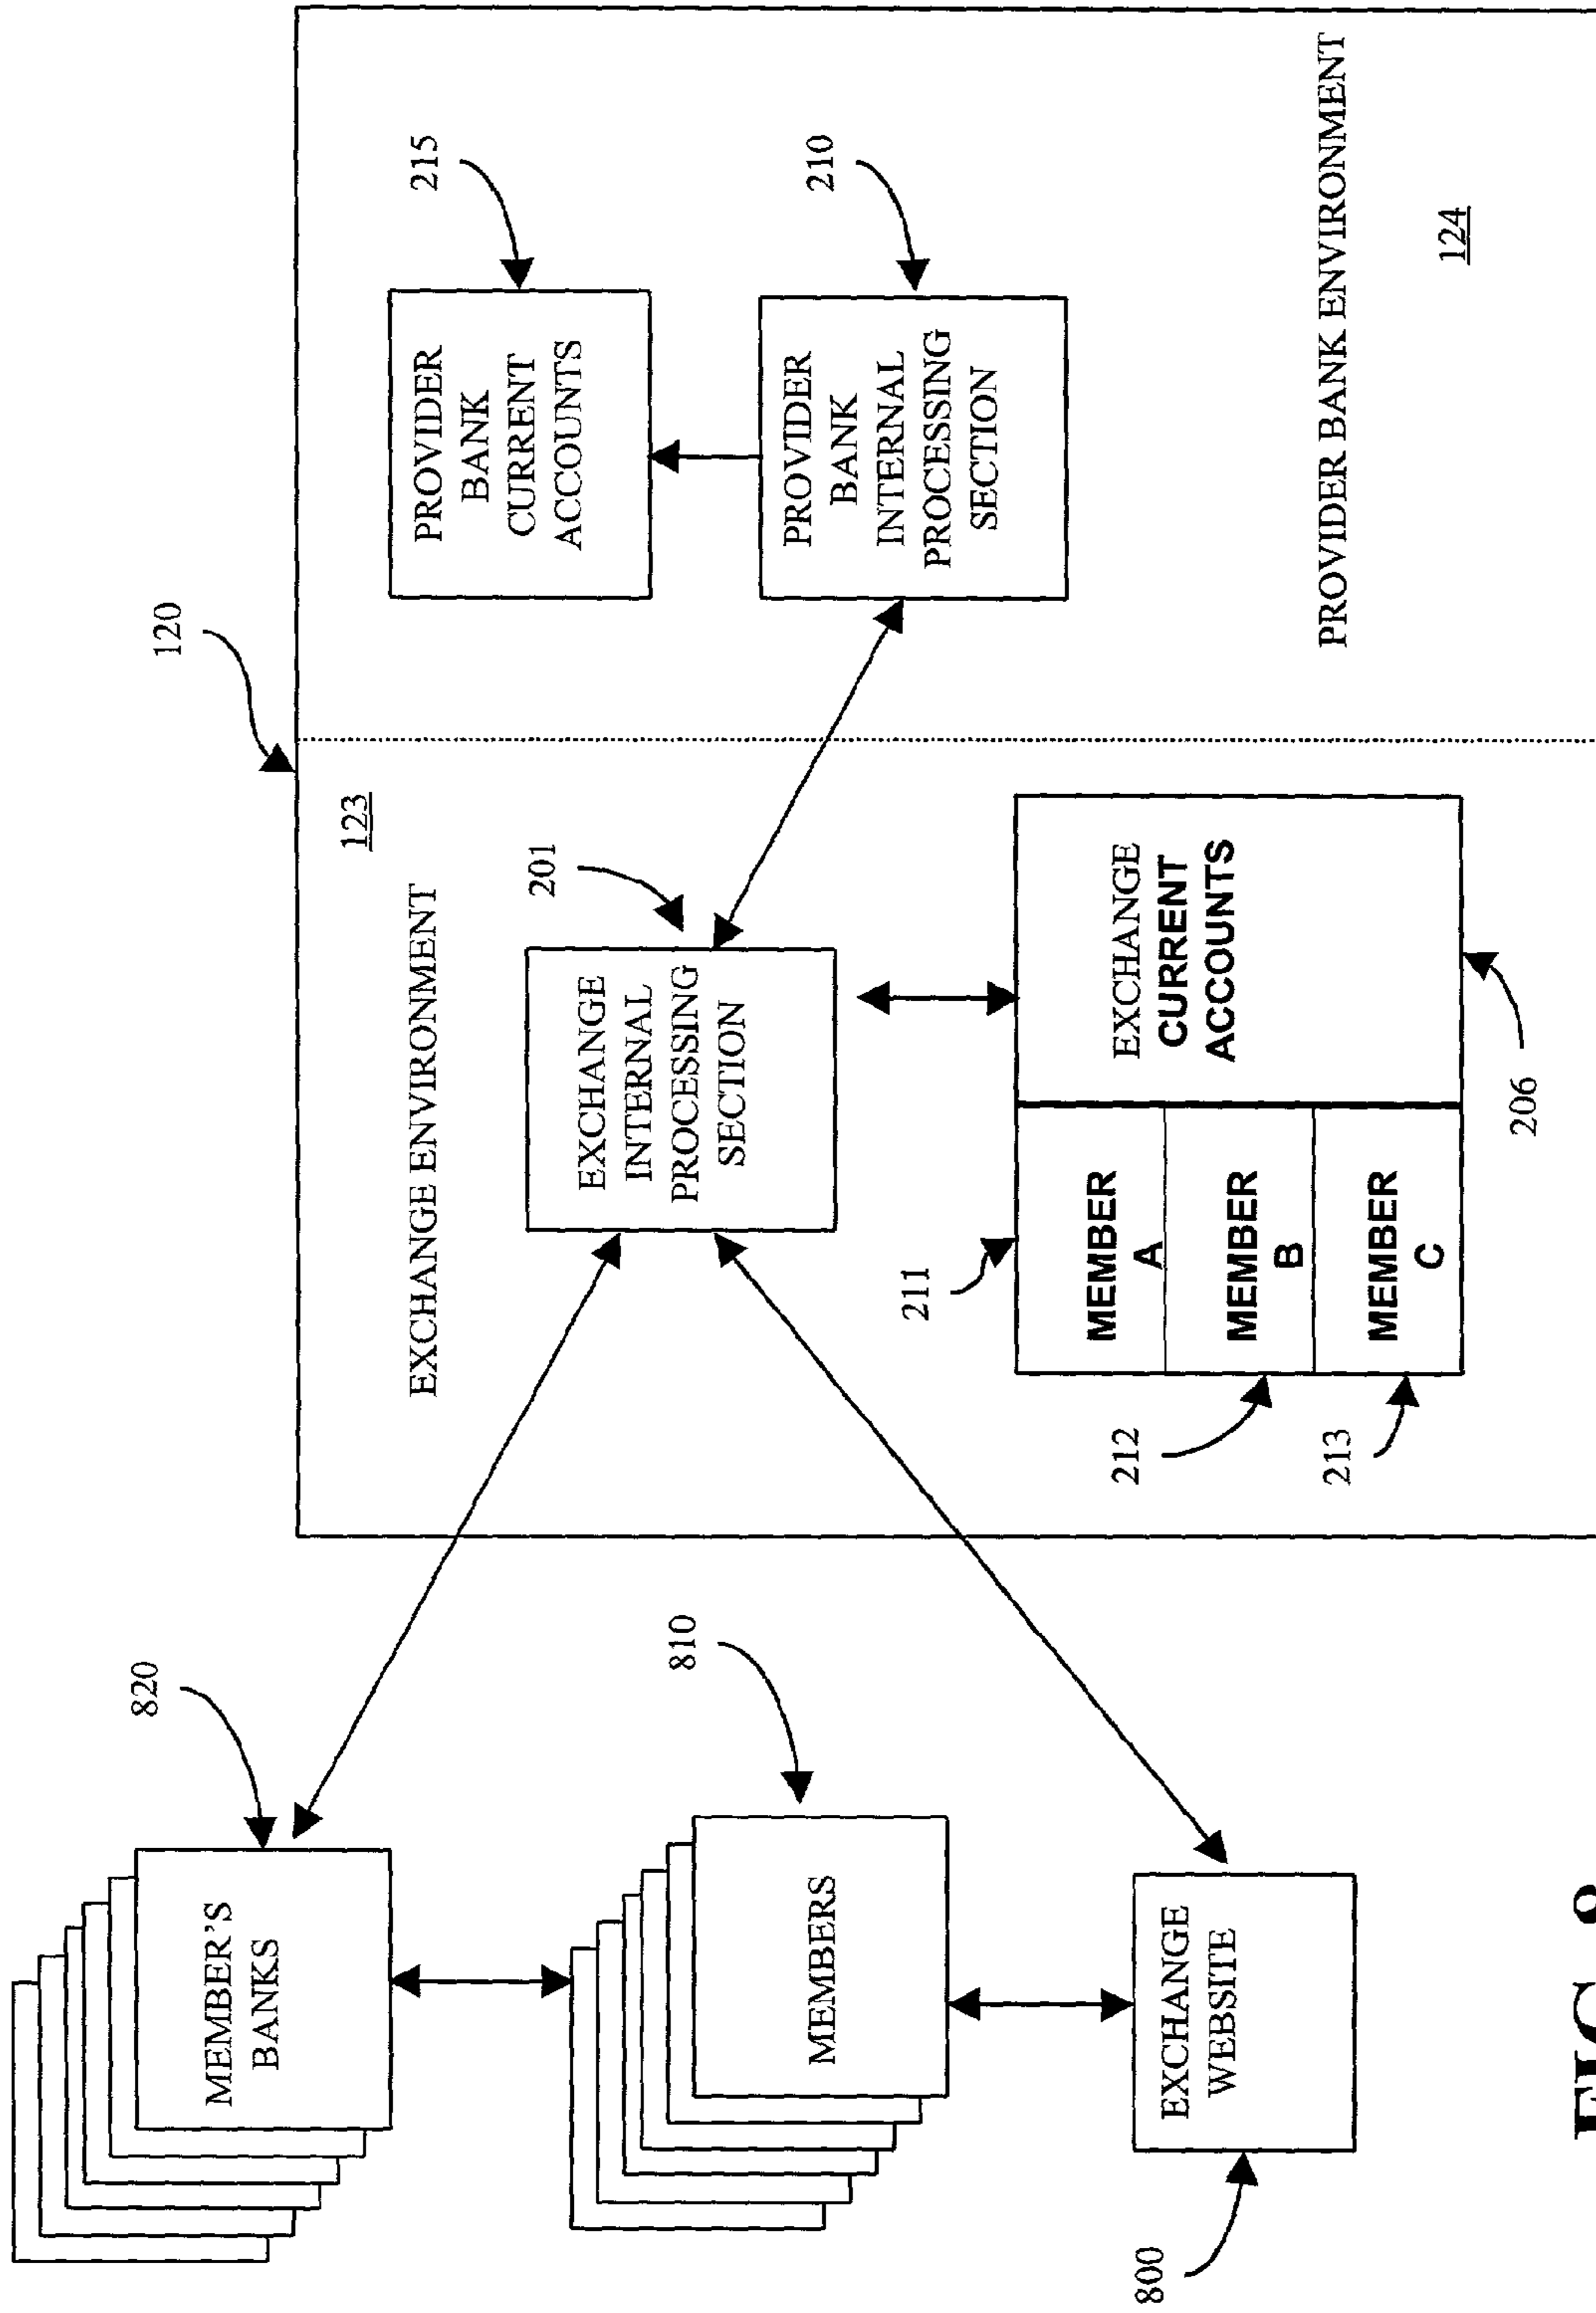 120
820
MEMBER'S
BANKS
810
MEMBERS
EXCHANGE
WEBSITE
800
123
EXCHANGE ENVIRONMENT
201
EXCHANGE
INTERNAL
PROCESSING
SECTION
211
MEMBER
A
212
MEMBER
B
213
MEMBER
C
EXCHANGE
CURRENT
ACCOUNTS
206
215
PROVIDER
BANK
CURRENT
ACCOUNTS
210
PROVIDER
BANK
INTERNAL
PROCESSING
SECTION
PROVIDER BANK ENVIRONMENT
124